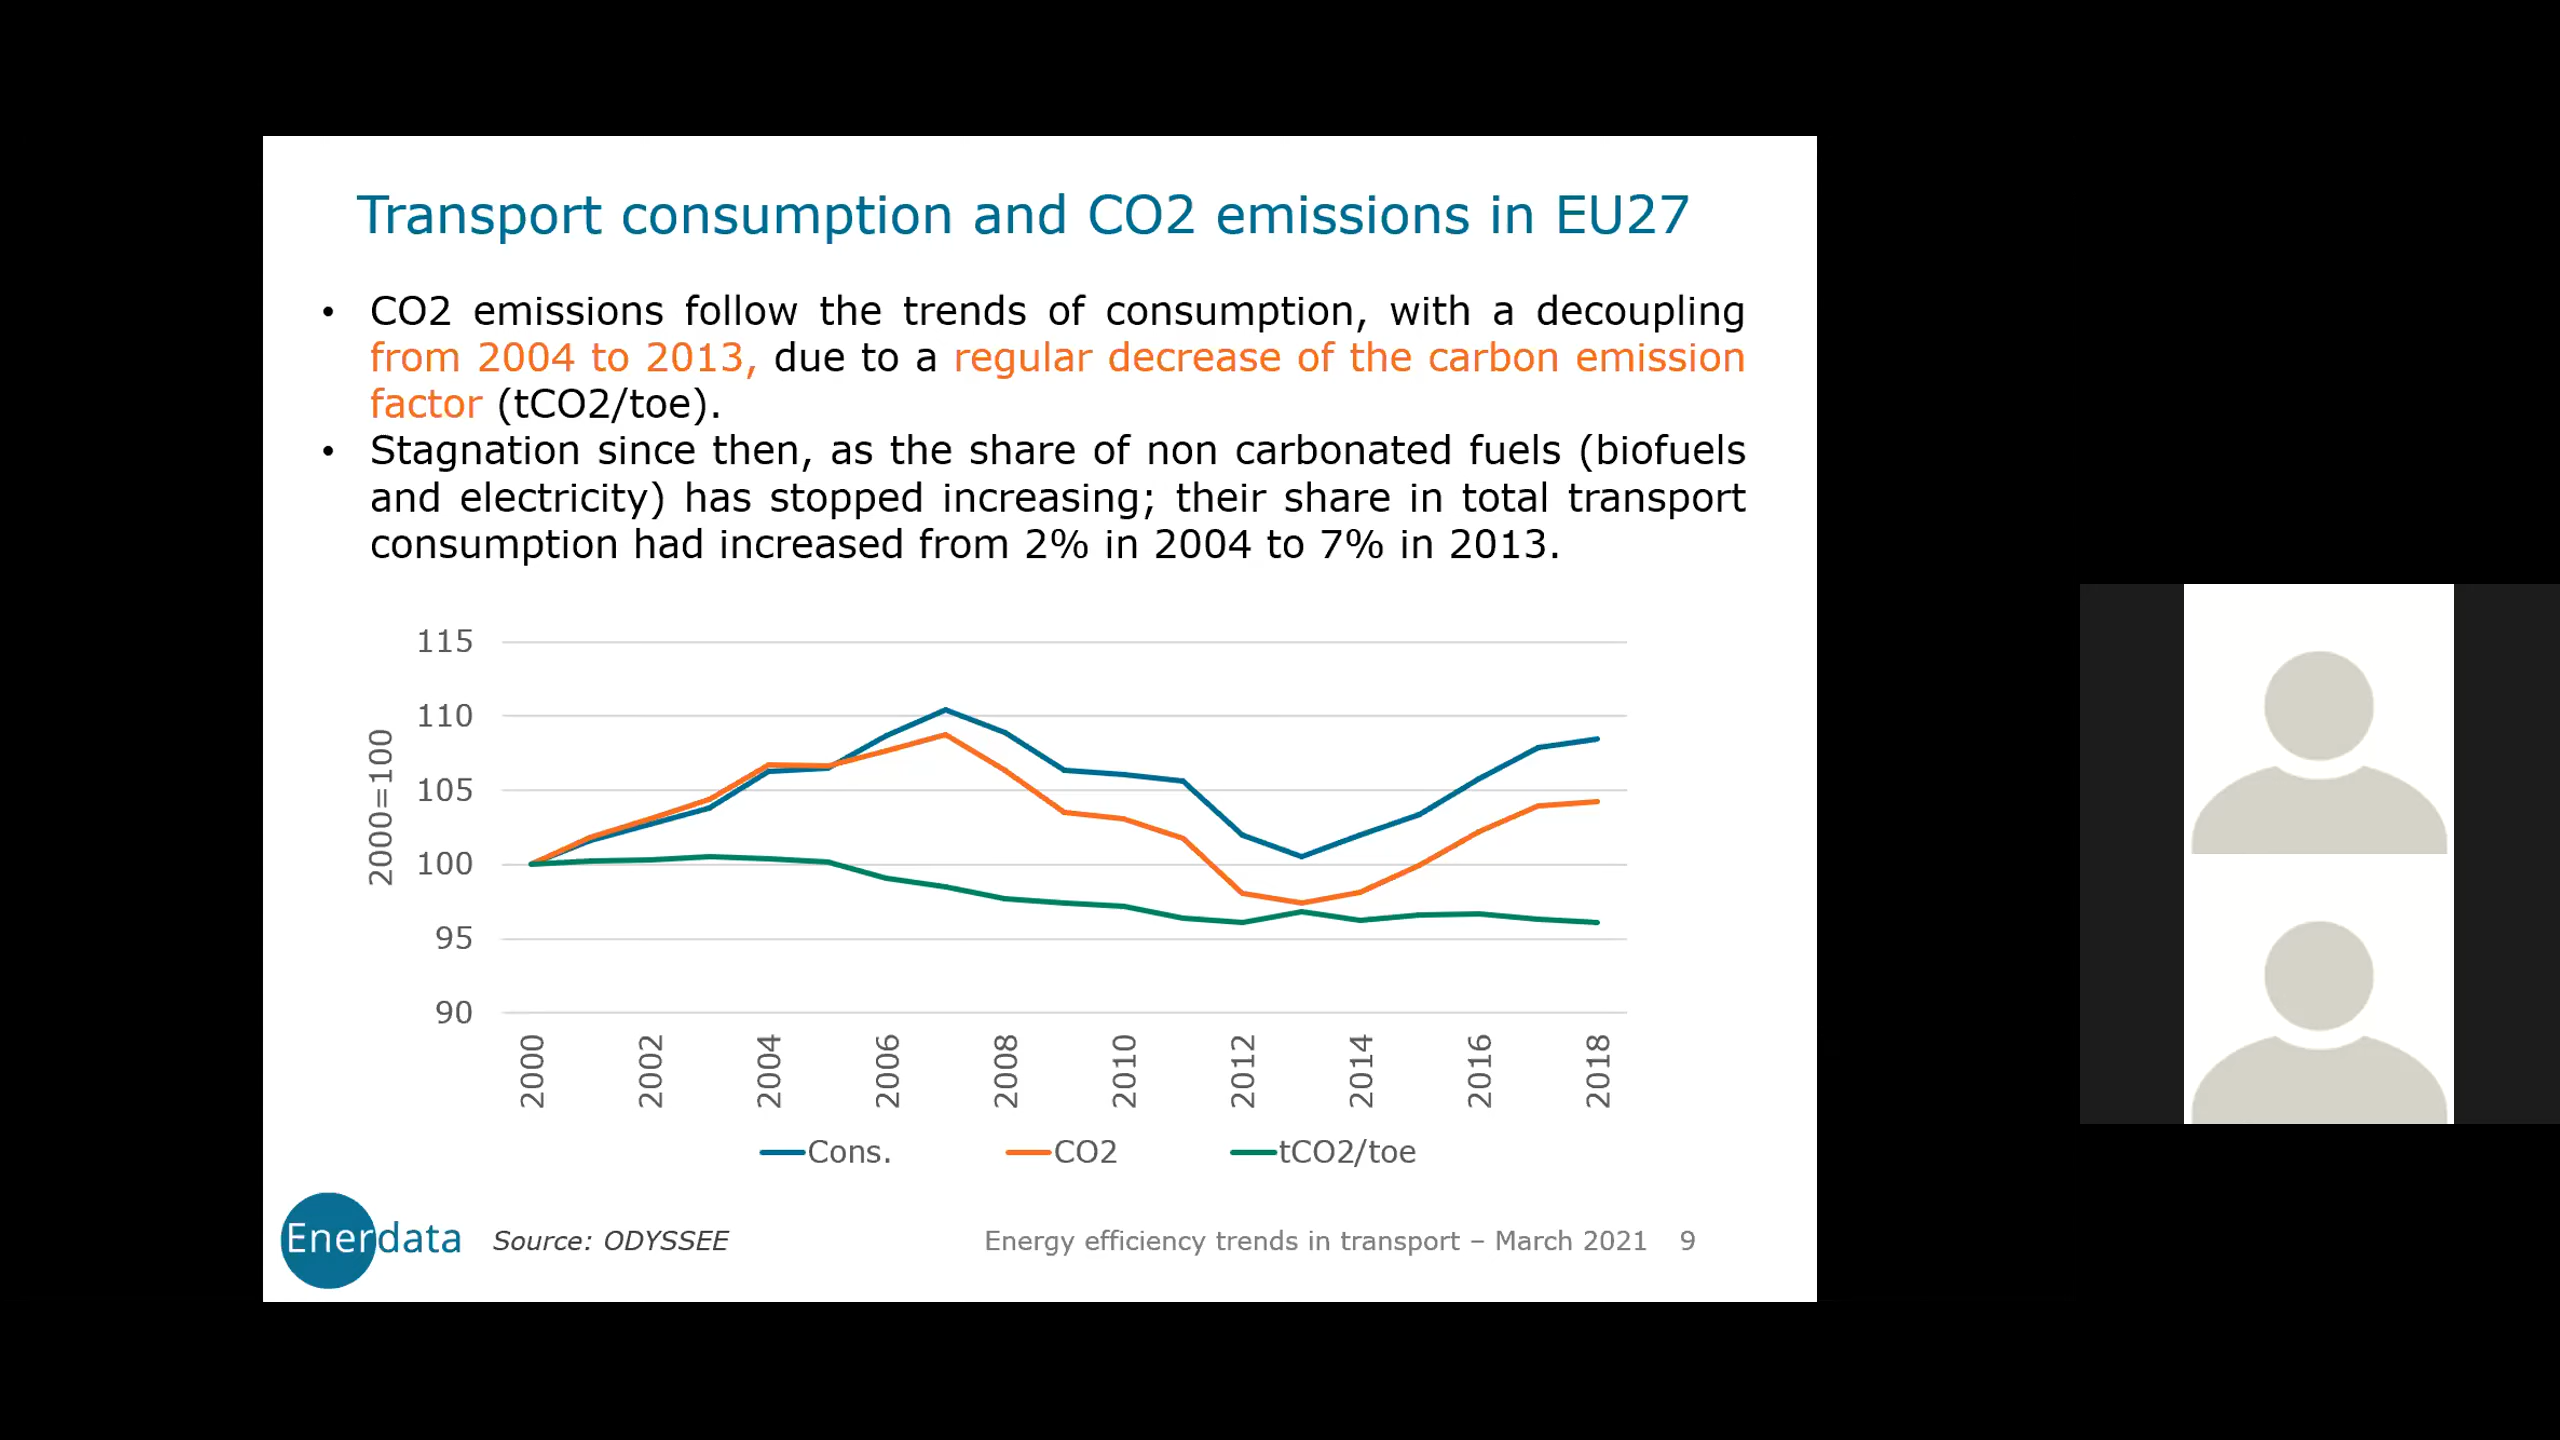 Transport consumption and CO2 emissions in EU27
• CO2 emissions follow the trends of consumption, with a decoupling
from 2004 to 2013, due to a regular decrease of the carbon emission
factor (tCO2/toe).
• Stagnation since then, as the share of non carbonated fuels (biofuels
and electricity) has stopped increasing; their share in total transport
consumption had increased from 2% in 2004 to 7% in 2013.
2000=100
115
110
105
100
95
90
2000 2002 2004 2006 2008 2010 2012 2014 2016 2018
Cons. CO2 tCO2/toe
Enerdata Source: ODYSSEE Energy efficiency trends in transport – March 2021 9